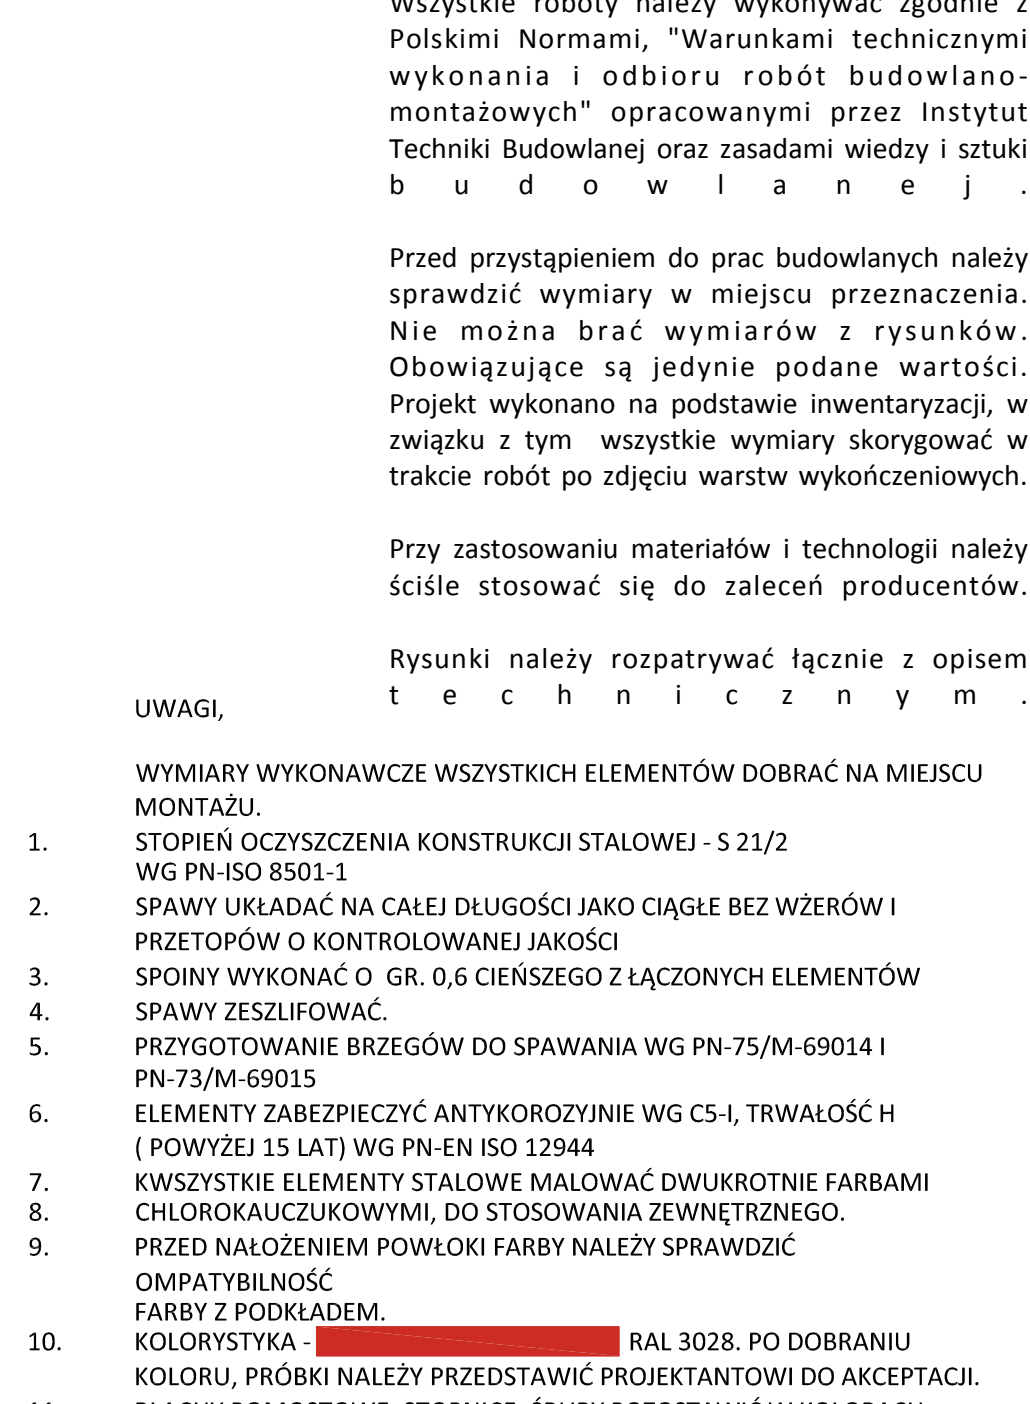 Wszystkie roboty należy wykonywać zgodnie z
Polskimi Normami, "Warunkami technicznymi
wykonania i odbioru robót budowlano-
montażowych" opracowanymi przez Instytut
Techniki Budowlanej oraz zasadami wiedzy i sztuki
budowlanej.
Przed przystąpieniem do prac budowlanych należy
sprawdzić wymiary w miejscu przeznaczenia.
Nie można brać wymiarów z rysunków.
Obowiązujące są jedynie podane wartości.
Projekt wykonano na podstawie inwentaryzacji, w
związku z tym wszystkie wymiary skorygować w
trakcie robót po zdjęciu warstw wykończeniowych.
Przy zastosowaniu materiałów i technologii należy
ściśle stosować się do zaleceń producentów.
Rysunki należy rozpatrywać łącznie z opisem
technicznym.
UWAGI,
WYMIARY WYKONAWCZE WSZYSTKICH ELEMENTÓW DOBRAĆ NA MIEJSCU
MONTAŻU.
1. STOPIEŃ OCZYSZCZENIA KONSTRUKCJI STALOWEJ - S 21/2
WG PN-ISO 8501-1
2. SPAWY UKŁADAĆ NA CAŁEJ DŁUGOŚCI JAKO CIĄGŁE BEZ WŻERÓW I
PRZETOPÓW O KONTROLOWANEJ JAKOŚCI
3. SPOINY WYKONAĆ O GR. 0,6 CIEŃSZEGO Z ŁĄCZONYCH ELEMENTÓW
4. SPAWY ZESZLIFOWAĆ.
5. PRZYGOTOWANIE BRZEGÓW DO SPAWANIA WG PN-75/M-69014 I
PN-73/M-69015
6. ELEMENTY ZABEZPIECZYĆ ANTYKOROZYJNIE WG C5-I, TRWAŁOŚĆ H
( POWYŻEJ 15 LAT) WG PN-EN ISO 12944
7. KWSZYSTKIE ELEMENTY STALOWE MALOWAĆ DWUKROTNIE FARBAMI
8. CHLOROKAUCZUKOWYMI, DO STOSOWANIA ZEWNĘTRZNEGO.
9. PRZED NAŁOŻENIEM POWŁOKI FARBY NALEŻY SPRAWDZIĆ
OMPATYBILNOŚĆ
FARBY Z PODKŁADEM.
10. KOLORYSTYKA - RAL 3028. PO DOBRANIU
KOLORU, PRÓBKI NALEŻY PRZEDSTAWIĆ PROJEKTANTOWI DO AKCEPTACJI.